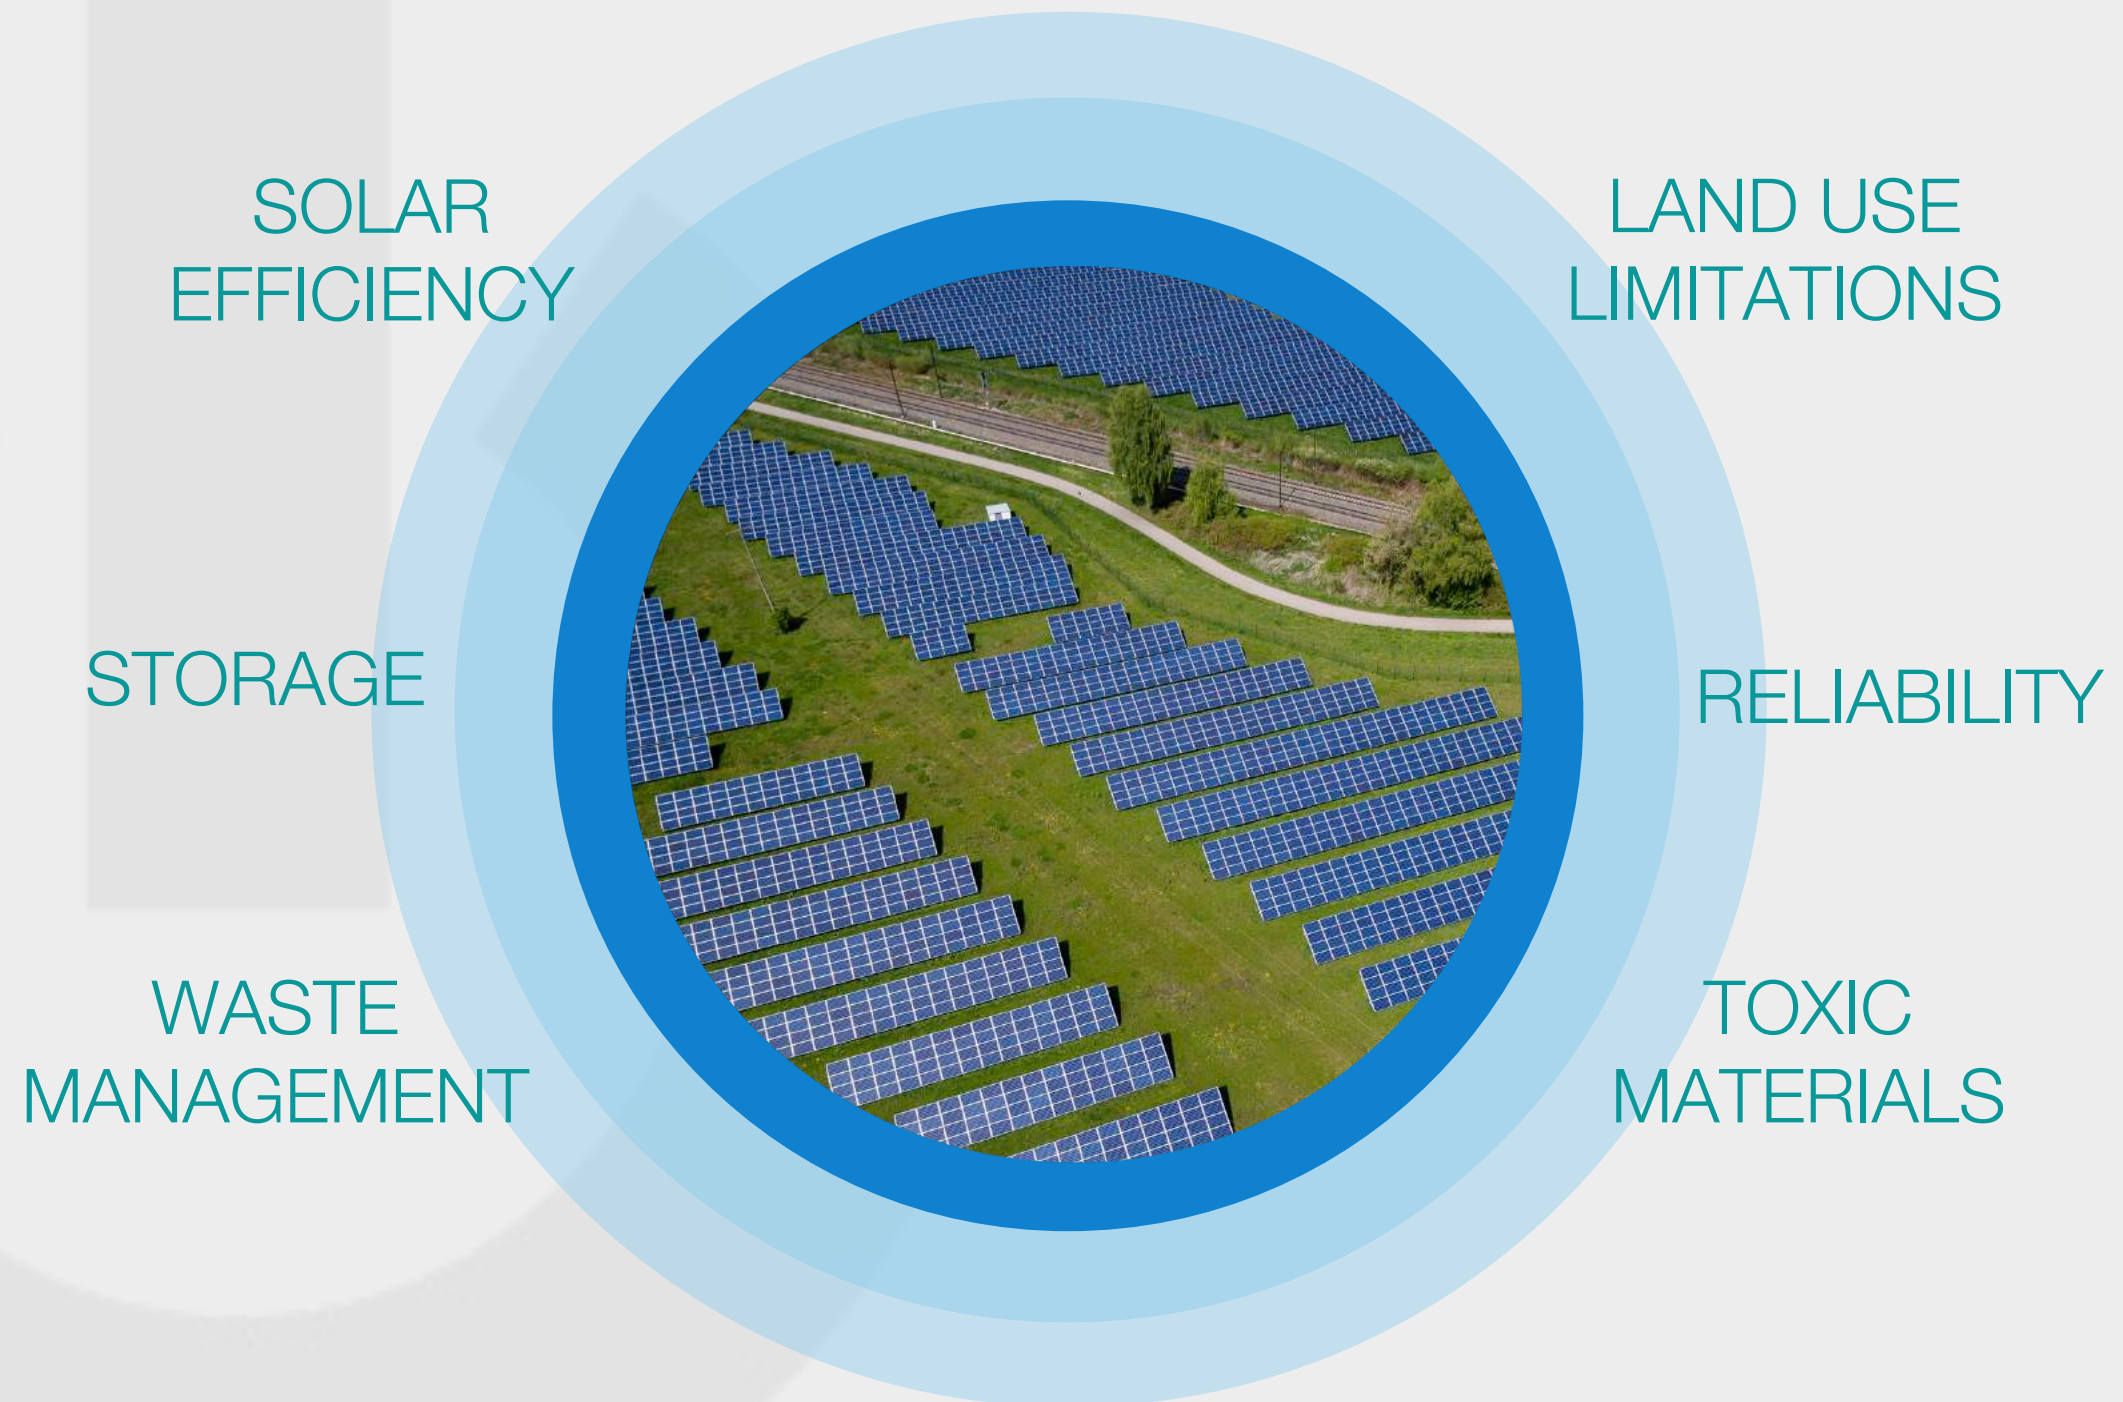 SOLAR
EFFICIENCY
LAND USE
LIMITATIONS
STORAGE
RELIABILITY
WASTE
MANAGEMENT
TOXIC
MATERIALS